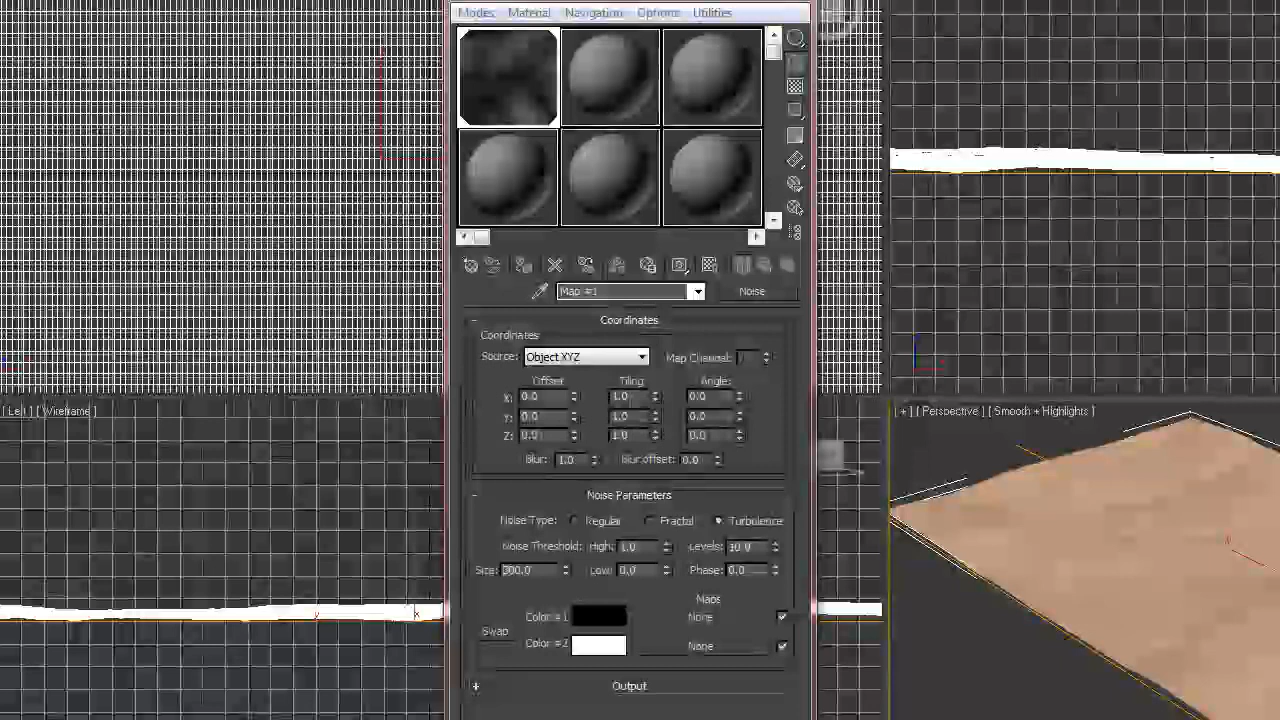 Modes Material Navigation Options Utilities
Map #1 Noise
- Coordinates
Coordinates
Source: Object XYZ Map Channel:
Offset Tiling Angle:
X: 0.0 1.0 0.0
Y: 0.0 1.0 0.0
Z: 0.0 1.0 0.0
Blur: 1.0 Blur offset: 0.0
- Noise Parameters
Noise Type: Regular Fractal Turbulence
Noise Threshold: High: 1.0 Levels: 10.0
Size: 300.0 Low: 0.0 Phase: 0.0
Maps
Color #1 None
Swap
Color #2 None
+ Output
[ Left ] [ Wireframe ]
[ + ] [ Perspective ] [ Smooth + Highlights ]
x